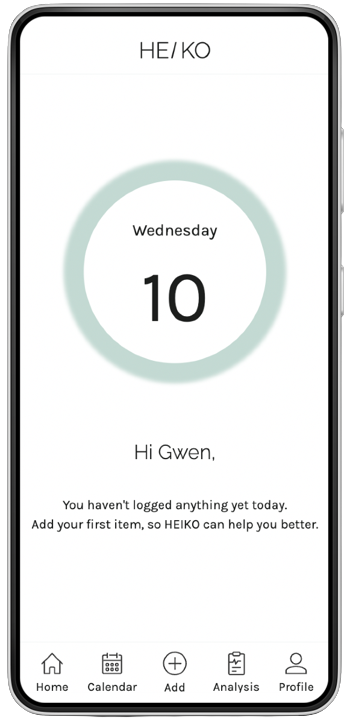 HE/KO
Wednesday
10
Hi Gwen,
You haven't logged anything yet today.
Add your first item, so HEIKO can help you better.
Home Calendar Add Analysis Profile